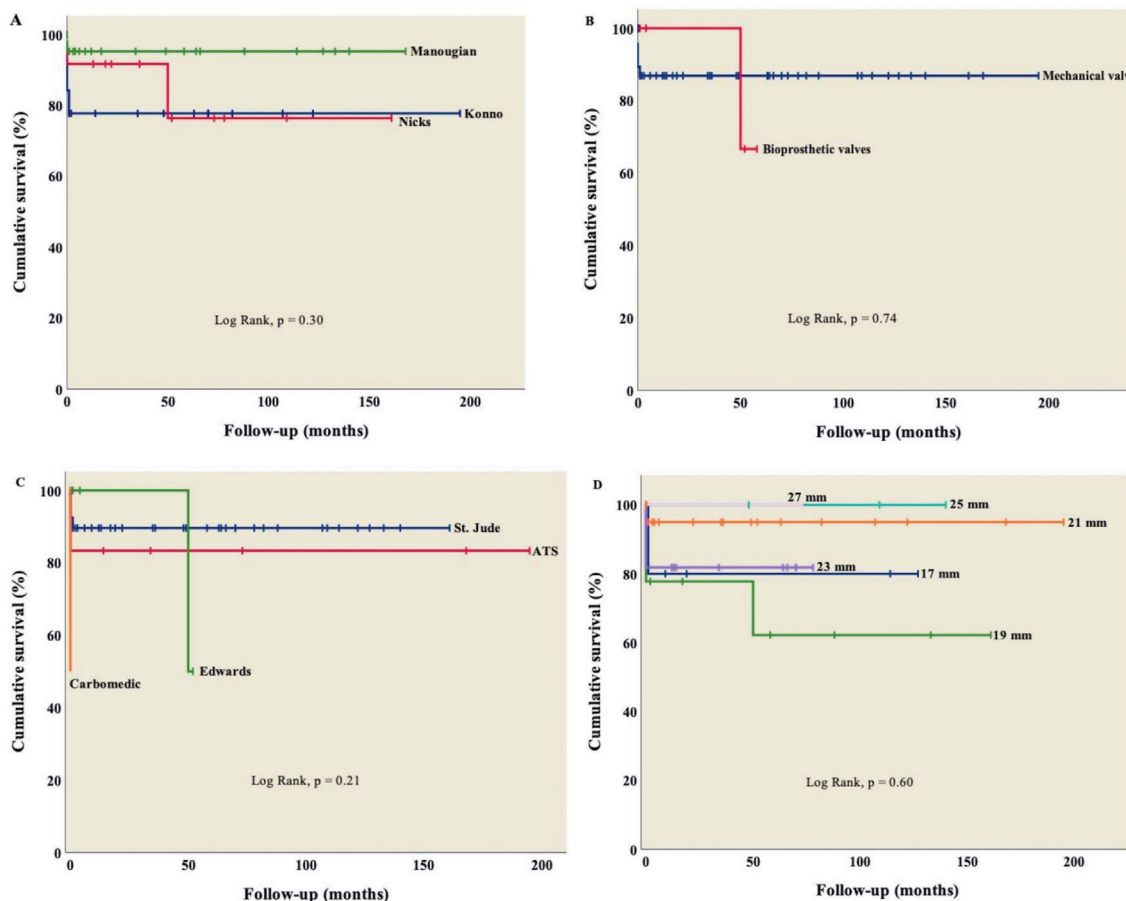 A
Cumulative survival (%)
100
80
60
40
20
0
Manougian
Konno
Nicks
Log Rank, p = 0.30
0 50 100 150 200
Follow-up (months)
B
Cumulative survival (%)
100
80
60
40
20
0
Mechanical valv
Bioprosthetic valves
Log Rank, p = 0.74
0 50 100 150 200
Follow-up (months)
C
Cumulative survival (%)
100
80
60
40
20
0
St. Jude
ATS
Edwards
Carbomedic
Log Rank, p = 0.21
0 50 100 150 200
Follow-up (months)
D
Cumulative survival (%)
100
80
60
40
20
0
27 mm
25 mm
21 mm
23 mm
17 mm
19 mm
Log Rank, p = 0.60
0 50 100 150 200
Follow-up (months)